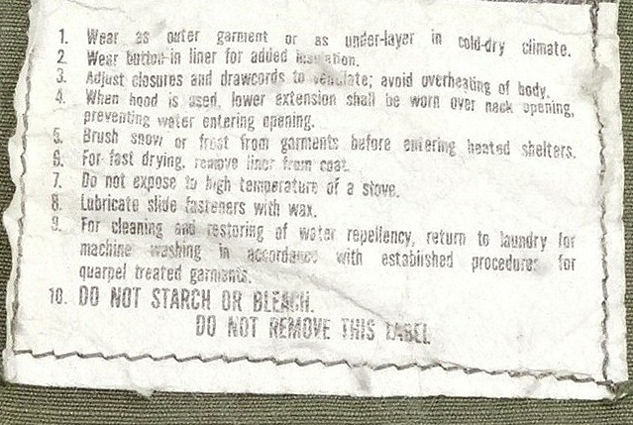 1. Wear as outer garment or as under-layer in cold-dry climate.
2. Wear button-in liner for added insulation.
3. Adjust closures and drawcords to ventilate; avoid overheating of body.
4. When hood is used, lower extension shall be worn over neck opening,
preventing water entering opening.
5. Brush snow or frost from garments before entering heated shelters.
6. For fast drying, remove liner from coat.
7. Do not expose to high temperature of a stove.
8. Lubricate slide fasteners with wax.
9. For cleaning and restoring of water repellency, return to laundry for
machine washing in accordance with established procedures for
quarpel treated garments.
10. DO NOT STARCH OR BLEACH.
DO NOT REMOVE THIS LABEL